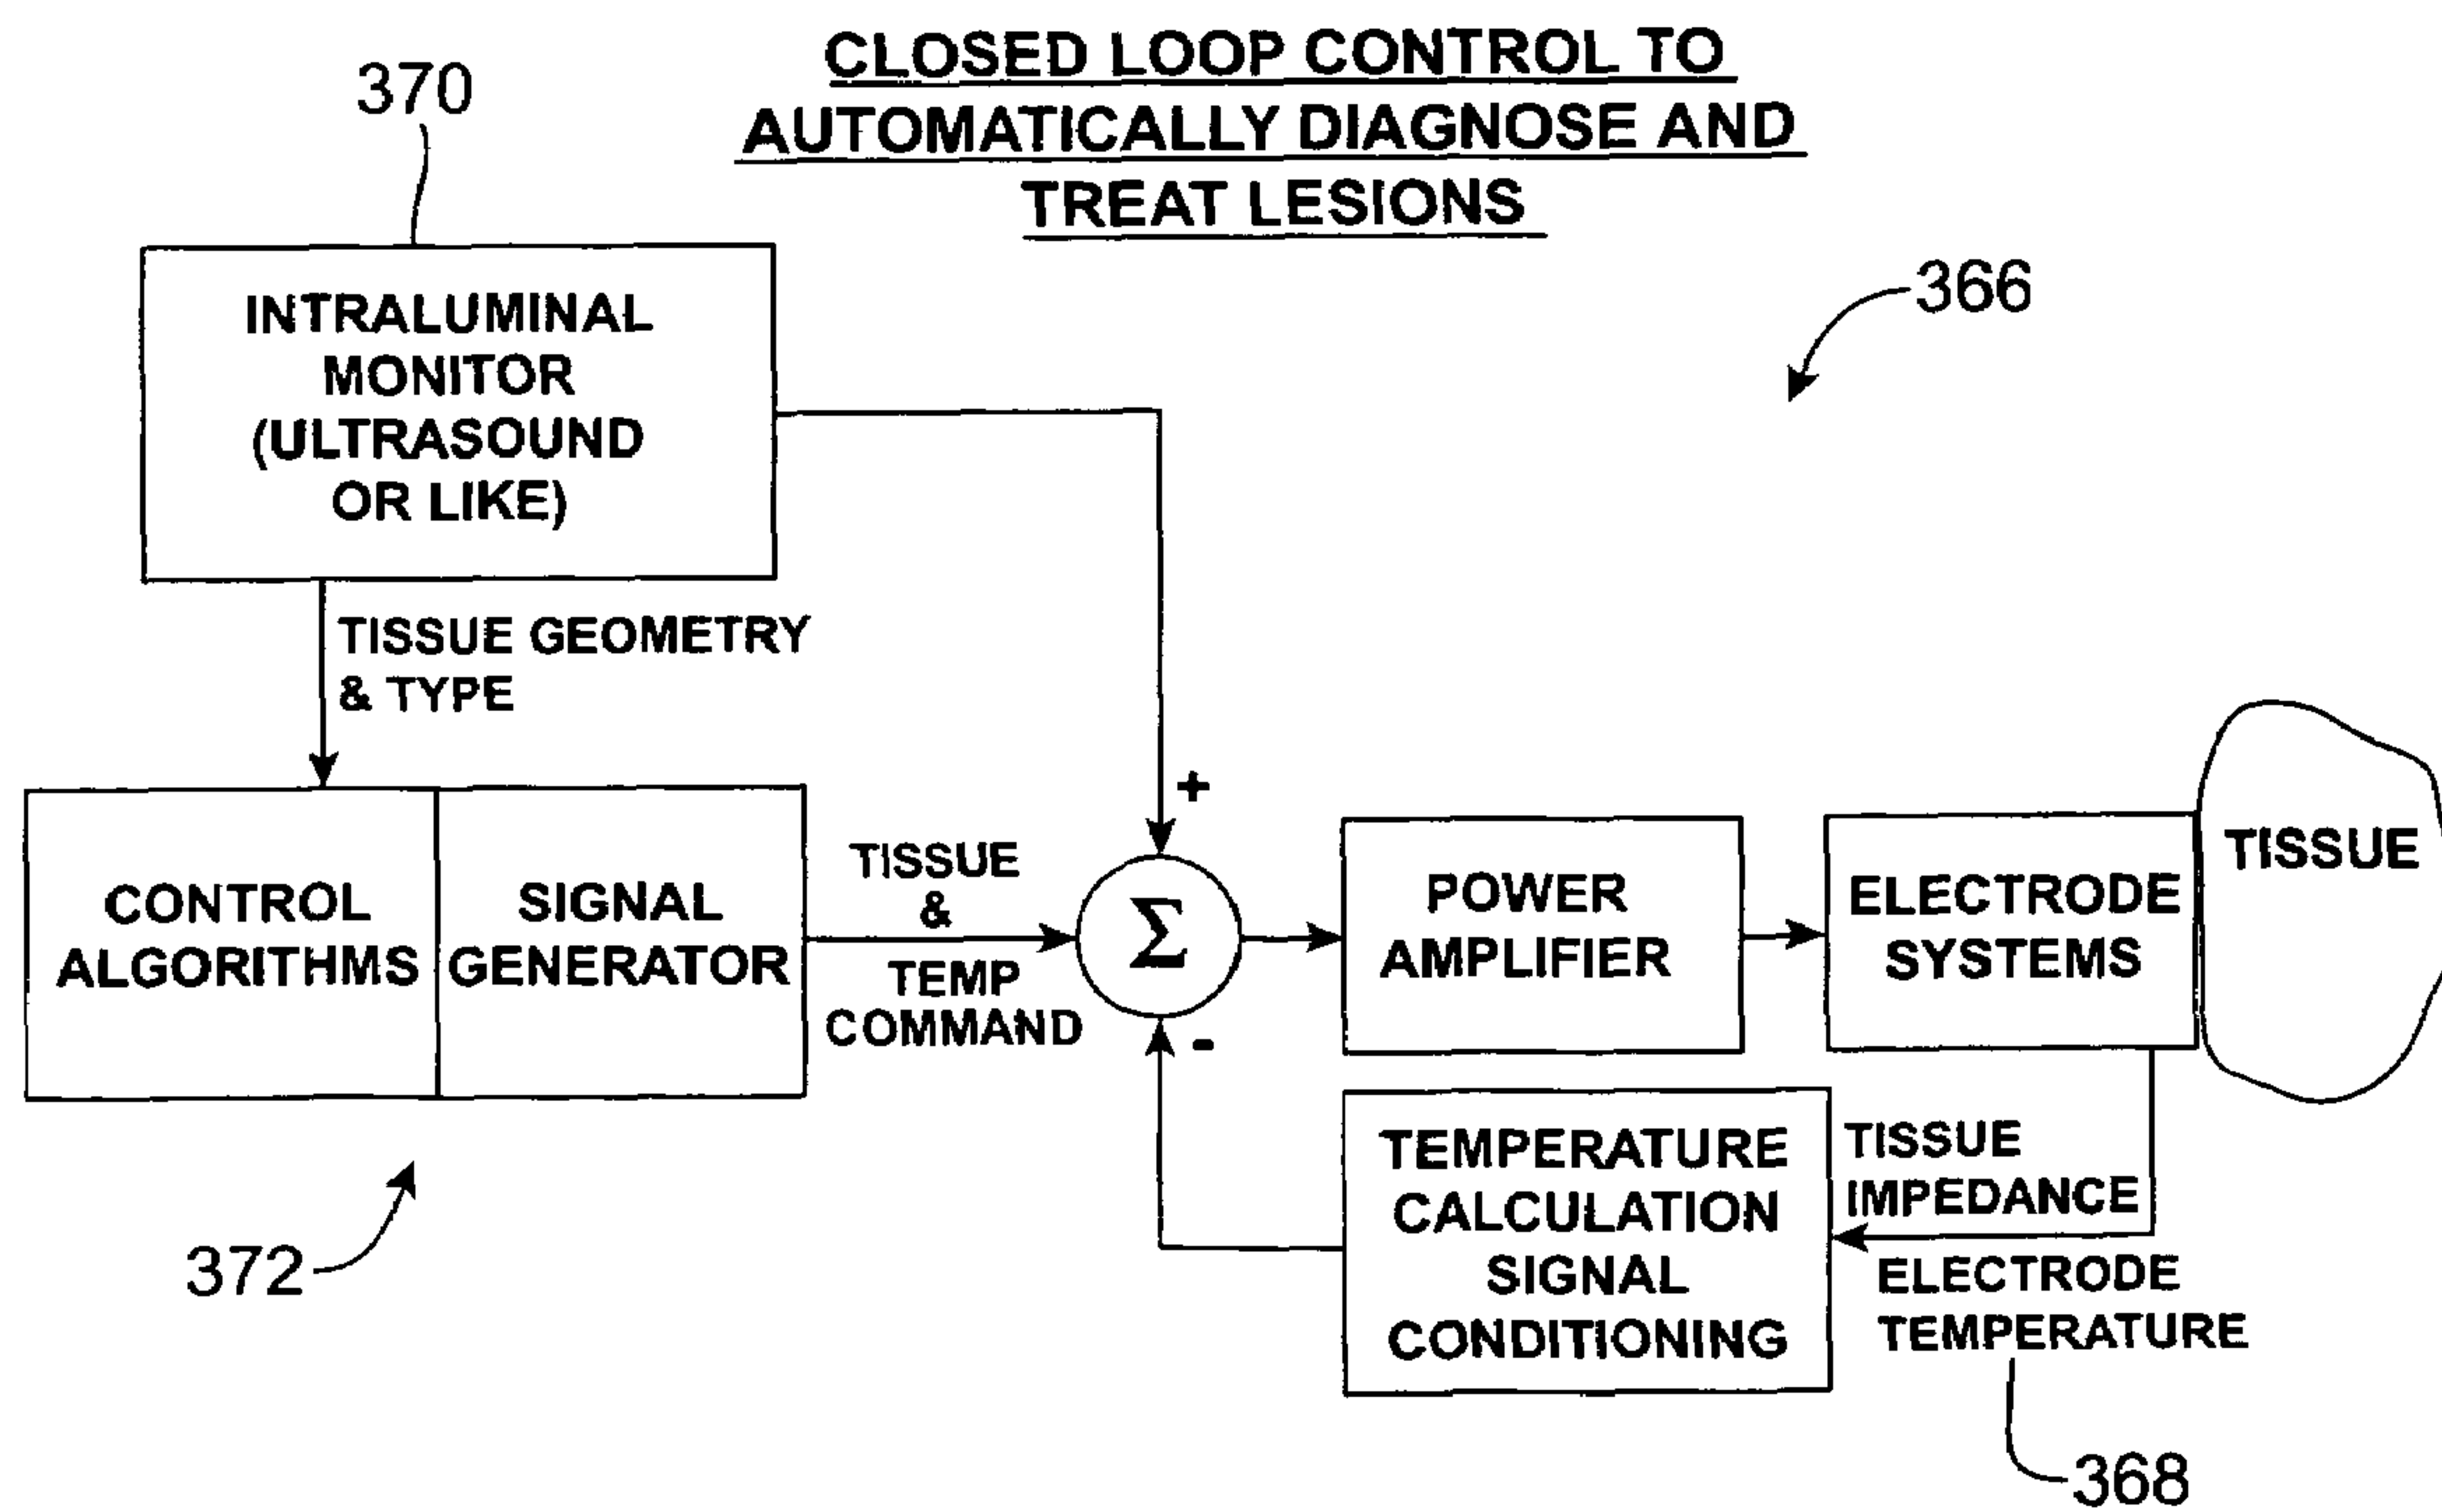 CLOSED LOOP CONTROL TO
AUTOMATICALLY DIAGNOSE AND
TREAT LESIONS
370
366
INTRALUMINAL
MONITOR
(ULTRASOUND
OR LIKE)
TISSUE GEOMETRY
& TYPE
CONTROL
ALGORITHMS
SIGNAL
GENERATOR
TISSUE
&
TEMP
COMMAND
+
Σ
-
POWER
AMPLIFIER
ELECTRODE
SYSTEMS
TISSUE
TEMPERATURE
CALCULATION
SIGNAL
CONDITIONING
TISSUE
IMPEDANCE
ELECTRODE
TEMPERATURE
372
368